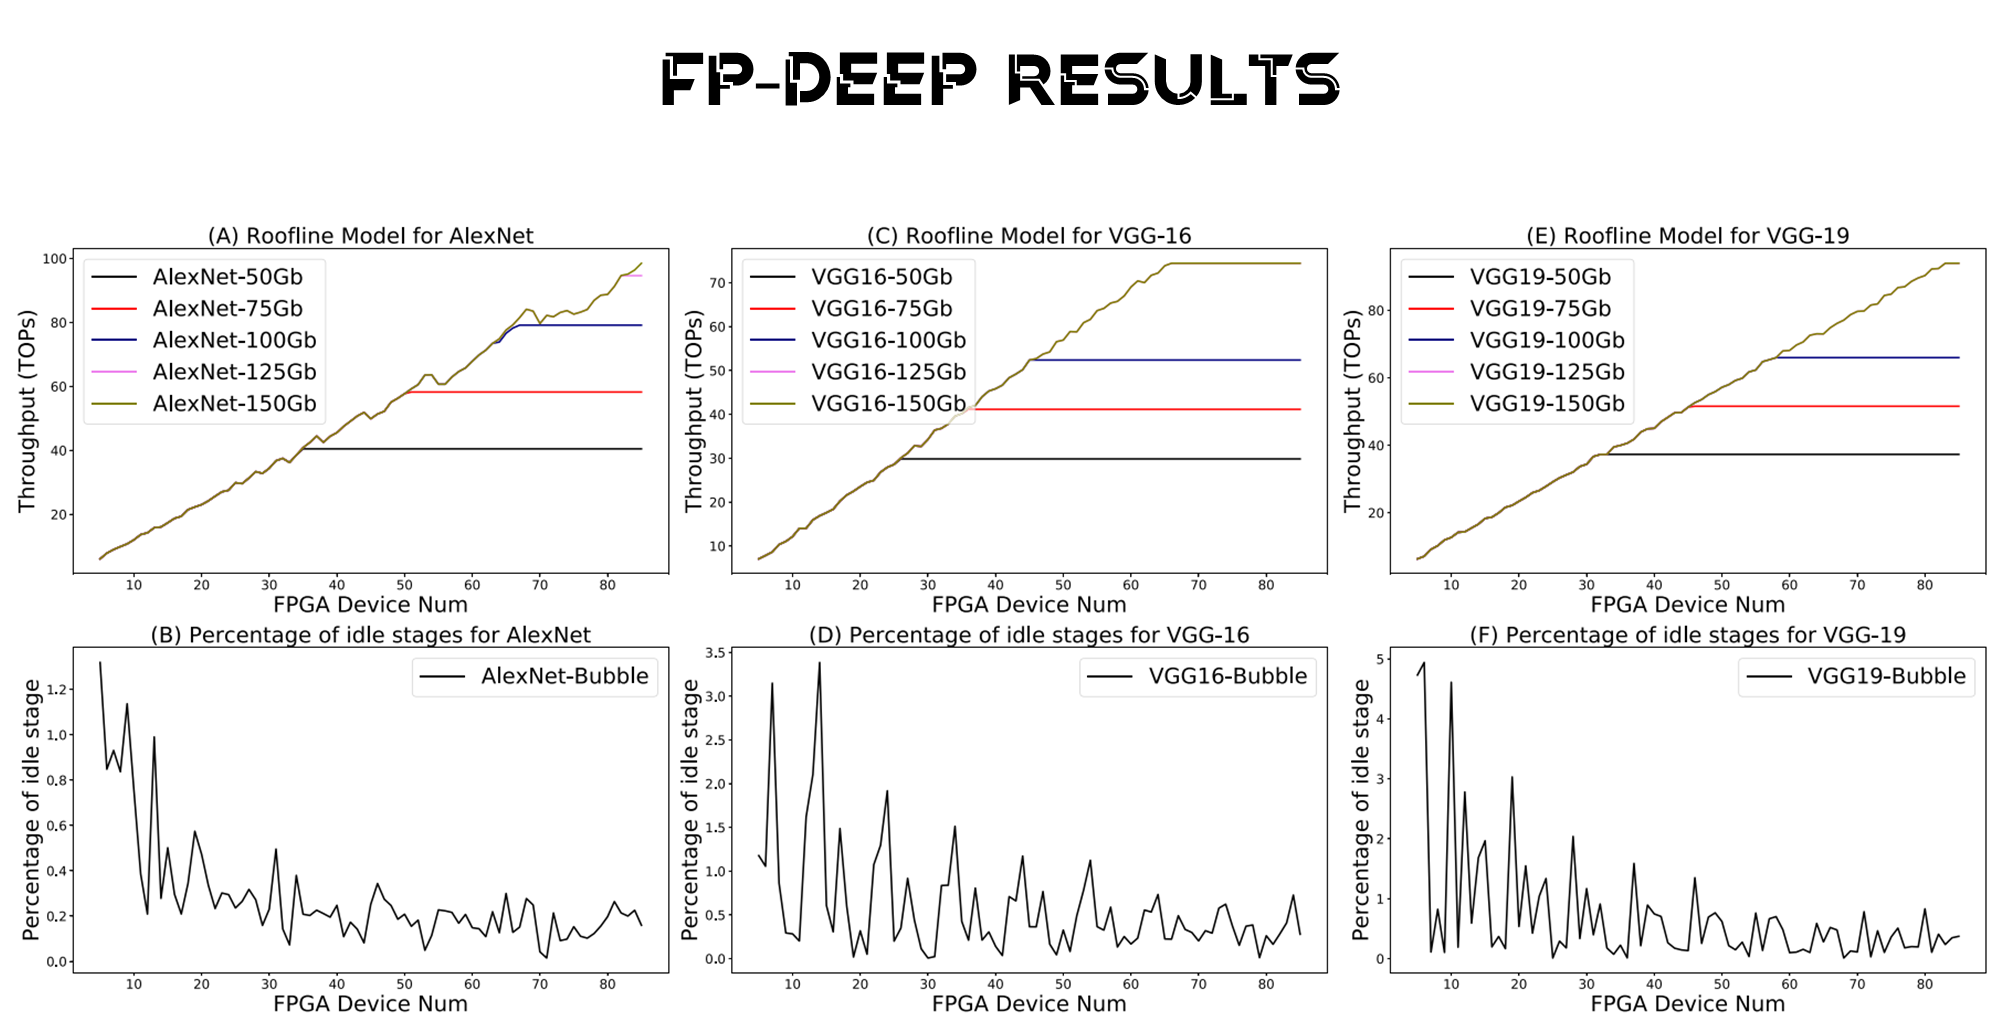 FP-DEEP RESULTS
(A) Roofline Model for AlexNet
Throughput (TOPs)
100
80
60
40
20
AlexNet-50Gb
AlexNet-75Gb
AlexNet-100Gb
AlexNet-125Gb
AlexNet-150Gb
10 20 30 40 50 60 70 80
FPGA Device Num
(C) Roofline Model for VGG-16
Throughput (TOPs)
70
60
50
40
30
20
10
VGG16-50Gb
VGG16-75Gb
VGG16-100Gb
VGG16-125Gb
VGG16-150Gb
10 20 30 40 50 60 70 80
FPGA Device Num
(E) Roofline Model for VGG-19
Throughput (TOPs)
80
60
40
20
VGG19-50Gb
VGG19-75Gb
VGG19-100Gb
VGG19-125Gb
VGG19-150Gb
10 20 30 40 50 60 70 80
FPGA Device Num
(B) Percentage of idle stages for AlexNet
Percentage of idle stage
1.2
1.0
0.8
0.6
0.4
0.2
0.0
AlexNet-Bubble
10 20 30 40 50 60 70 80
FPGA Device Num
(D) Percentage of idle stages for VGG-16
Percentage of idle stage
3.5
3.0
2.5
2.0
1.5
1.0
0.5
0.0
VGG16-Bubble
10 20 30 40 50 60 70 80
FPGA Device Num
(F) Percentage of idle stages for VGG-19
Percentage of idle stage
5
4
3
2
1
0
VGG19-Bubble
10 20 30 40 50 60 70 80
FPGA Device Num